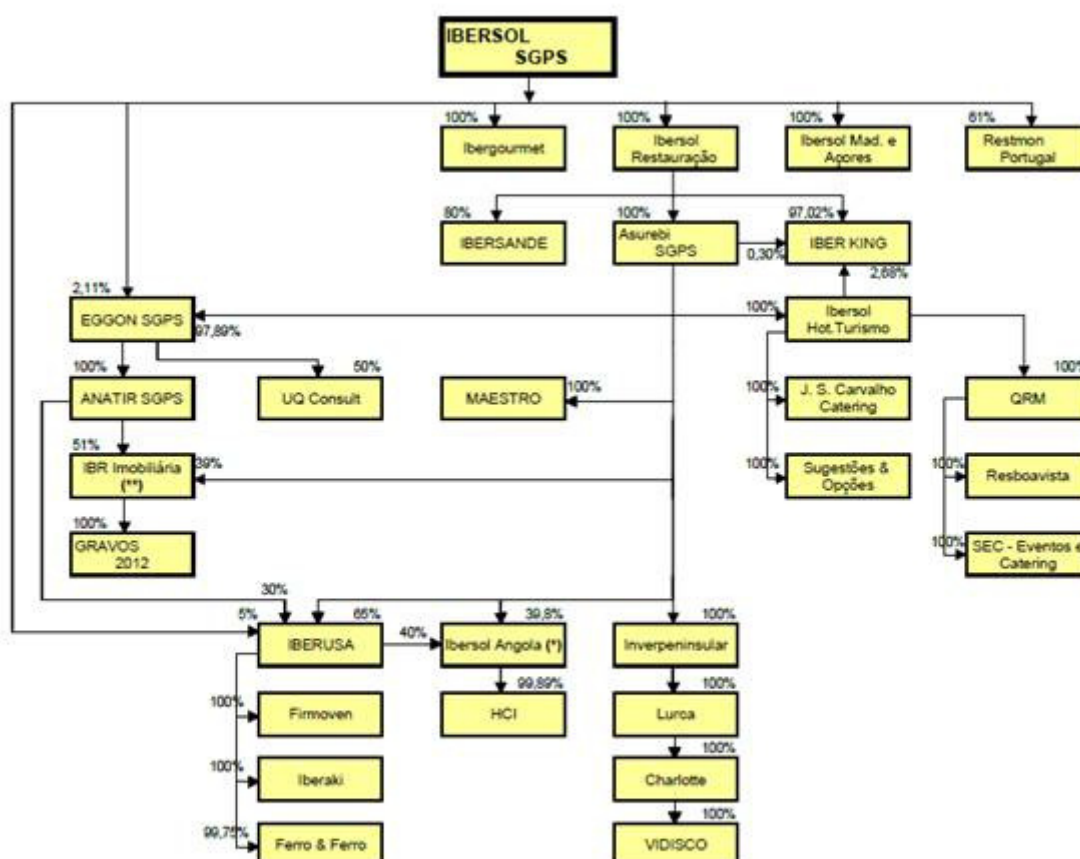 IBERSOL
SGPS
100%
100%
100%
61%
Ibergourmet
Ibersol
Restauração
Ibersol Mad. e
Açores
Restmon
Portugal
80%
100%
97,02%
IBERSANDE
Asurebi
SGPS
0,30%
IBER KING
2,68%
2,11%
EGGON SGPS
97,89%
100%
Ibersol
Hot.Turismo
100%
50%
100%
100%
100%
ANATIR SGPS
UQ Consult
MAESTRO
J. S. Carvalho
Catering
QRM
51%
39%
IBR Imobiliária
(**)
100%
Sugestões &
Opções
100%
Resboavista
100%
GRAVOS
2012
100%
SEC - Eventos e
Catering
30%
5%
65%
39,8%
100%
IBERUSA
40%
Ibersol Angola (*)
Inverpeninsular
99,89%
100%
100%
Firmoven
HCI
Lurca
100%
100%
Iberaki
Charlotte
100%
99,75%
Ferro & Ferro
VIDISCO